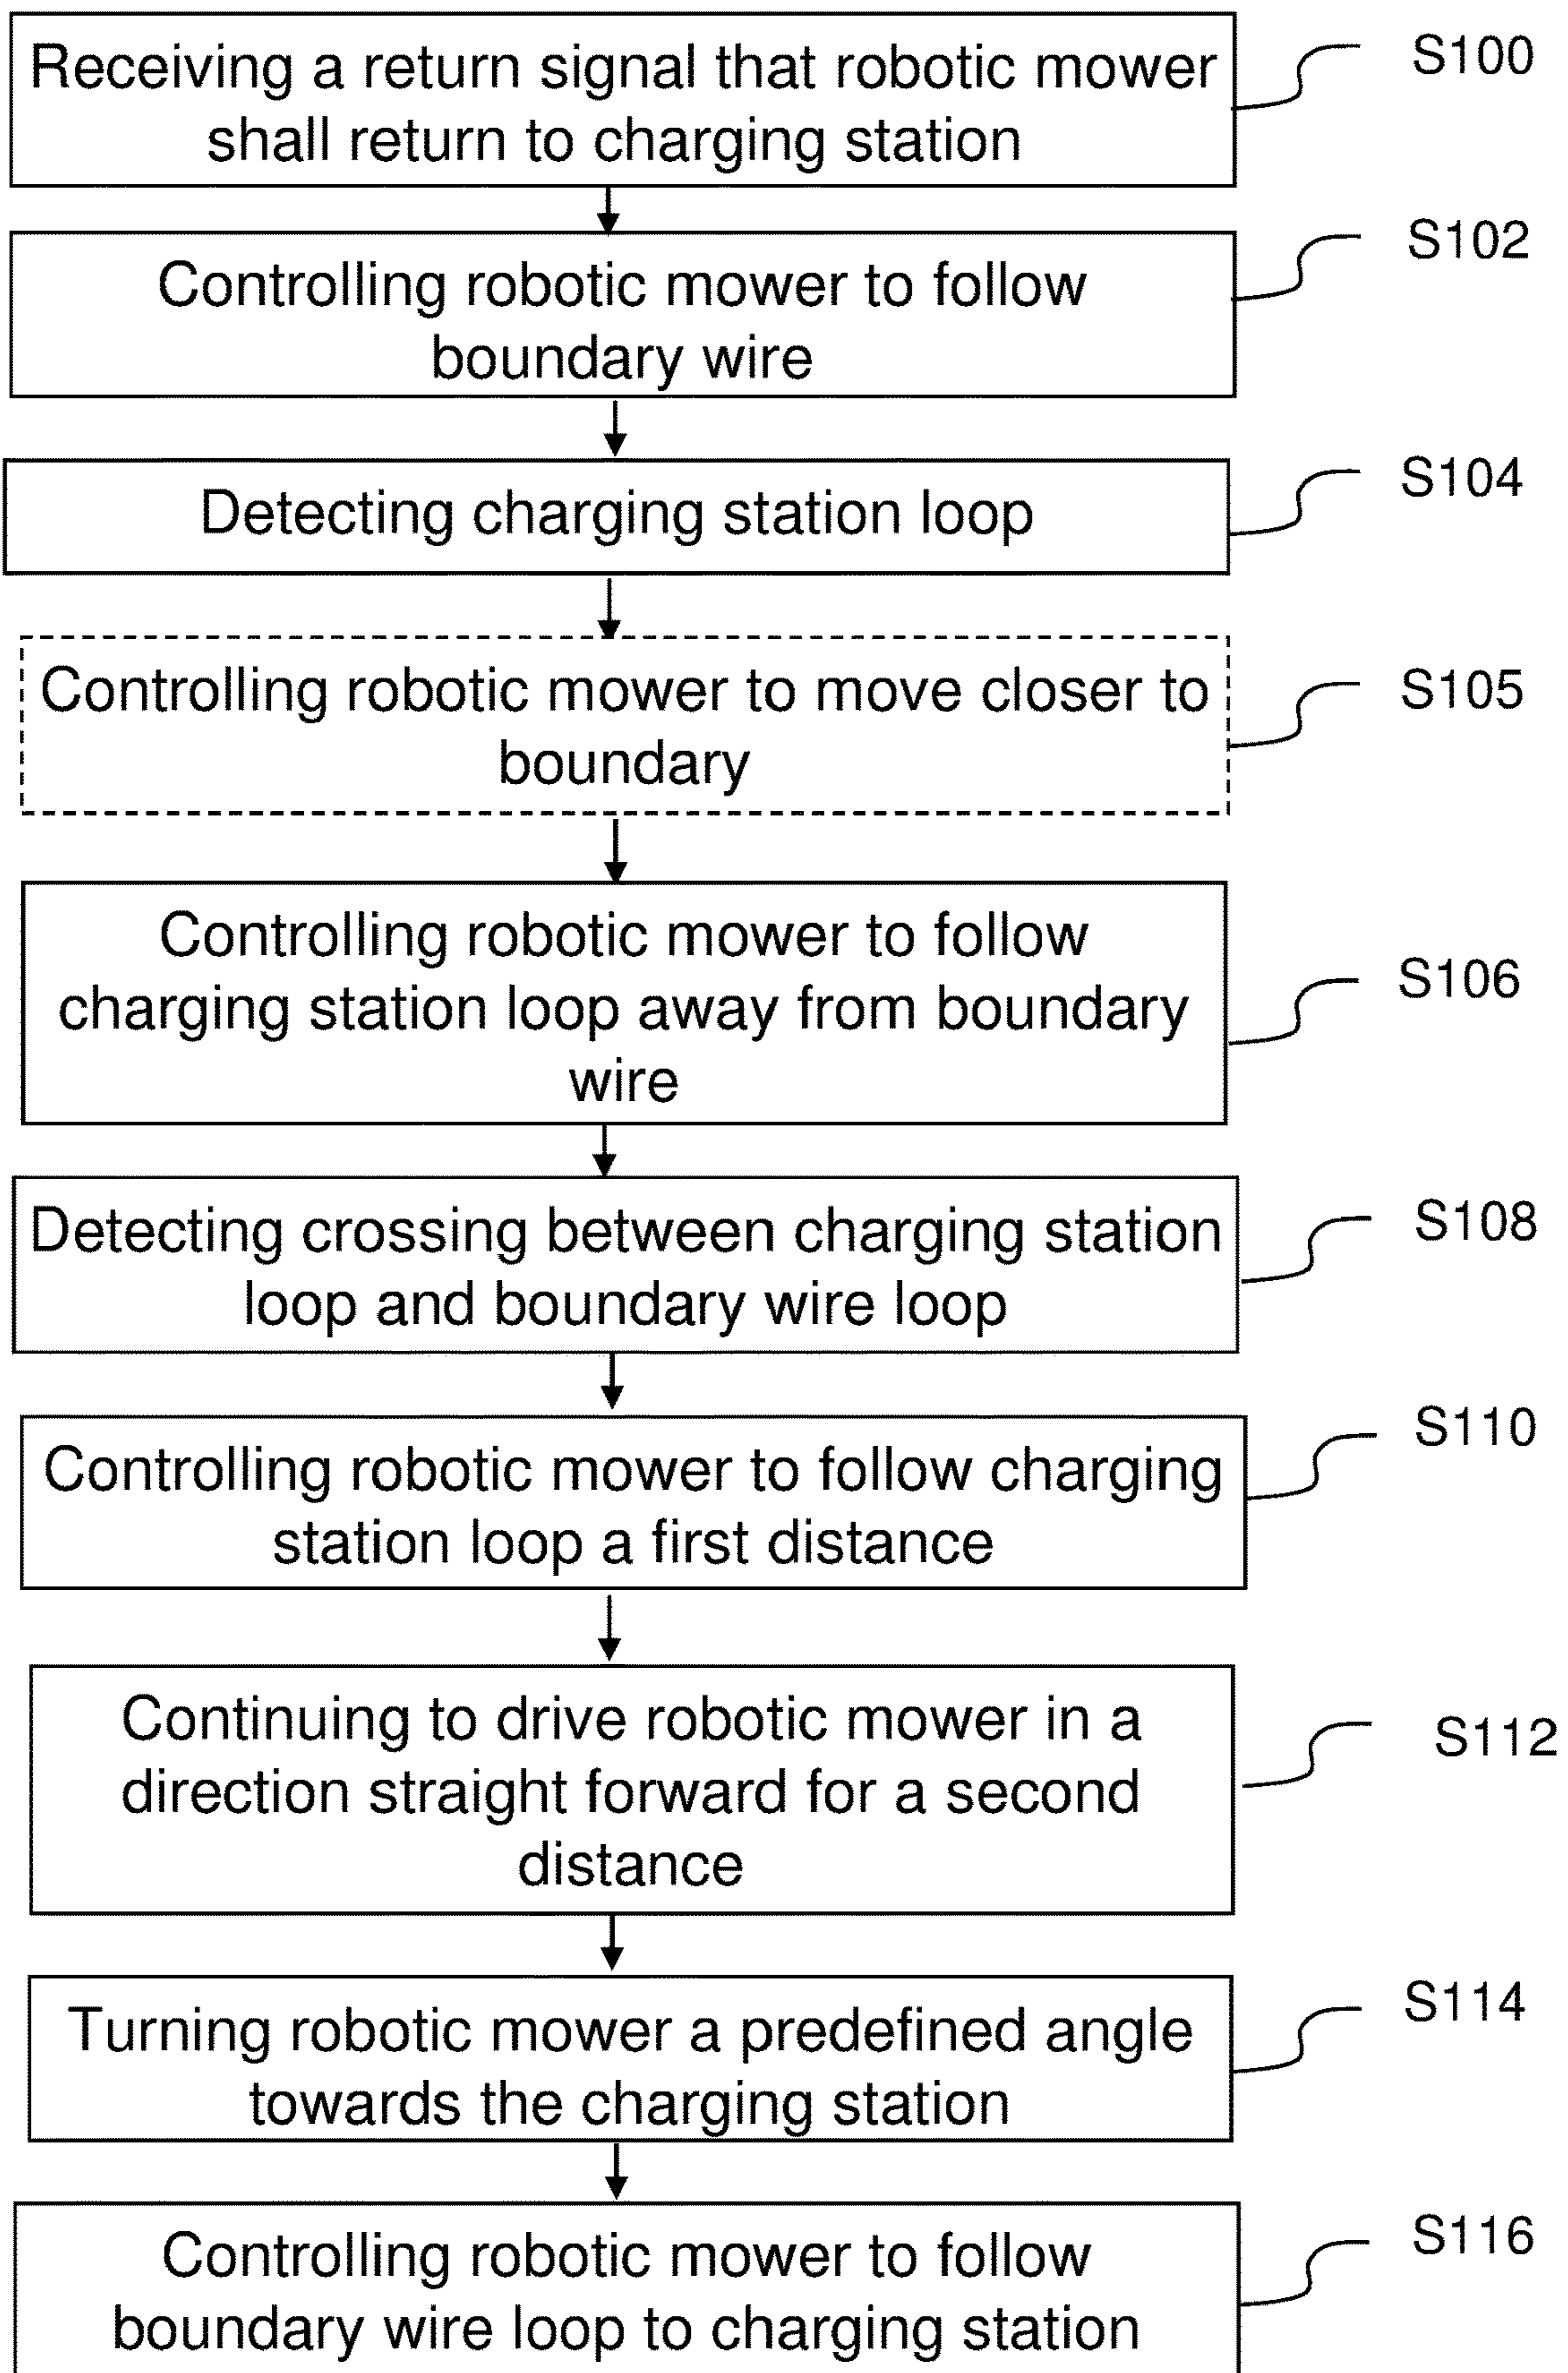 Receiving a return signal that robotic mower
shall return to charging station
S100
Controlling robotic mower to follow
boundary wire
S102
Detecting charging station loop
S104
Controlling robotic mower to move closer to
boundary
S105
Controlling robotic mower to follow
charging station loop away from boundary
wire
S106
Detecting crossing between charging station
loop and boundary wire loop
S108
Controlling robotic mower to follow charging
station loop a first distance
S110
Continuing to drive robotic mower in a
direction straight forward for a second
distance
S112
Turning robotic mower a predefined angle
towards the charging station
S114
Controlling robotic mower to follow
boundary wire loop to charging station
S116